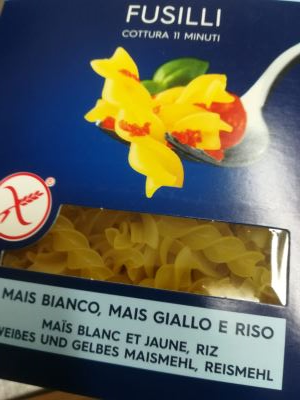 FUSILLI
COTTURA 11 MINUTI
MAIS BIANCO, MAIS GIALLO E RISO
MAÏS BLANC ET JAUNE, RIZ
WEIßES UND GELBES MAISMEHL, REISMEHL